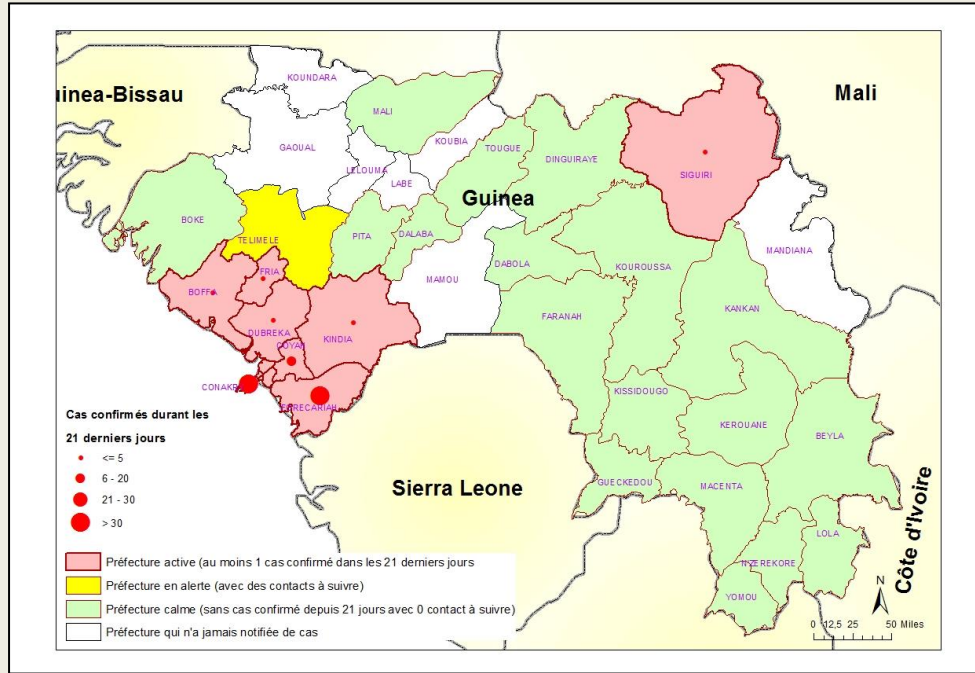 KOUNDARA
uinea-Bissau
MALI
Mali
GAOUAL
KOUBIA
TOUGUE
LELOUMA
DINGUIRAYE
LABE
SIGUIRI
Guinea
BOKE
TELIMELE
PITA
DALABA
MANDIANA
DABOLA
KOUROUSSA
FRIA
MAMOU
BOFFA
KANKAN
FARANAH
DUBREKA
KINDIA
COYAH
CONAKR
FORECARIAH
KISSIDOUGO
KEROUANE
BEYLA
Cas confirmés durant les
21 derniers jours
<= 5
6 - 20
21 - 30
> 30
Sierra Leone
GUECKEDOU
MACENTA
Côte d'Ivoire
LOLA
N'ZEREKORE
YOMOU
Préfecture active (au moins 1 cas confirmé dans les 21 derniers jours
Préfecture en alerte (avec des contacts à suivre)
Préfecture calme (sans cas confirmé depuis 21 jours avec 0 contact à suivre)
Préfecture qui n'a jamais notifiée de cas
N
0 12,5 25 50 Miles